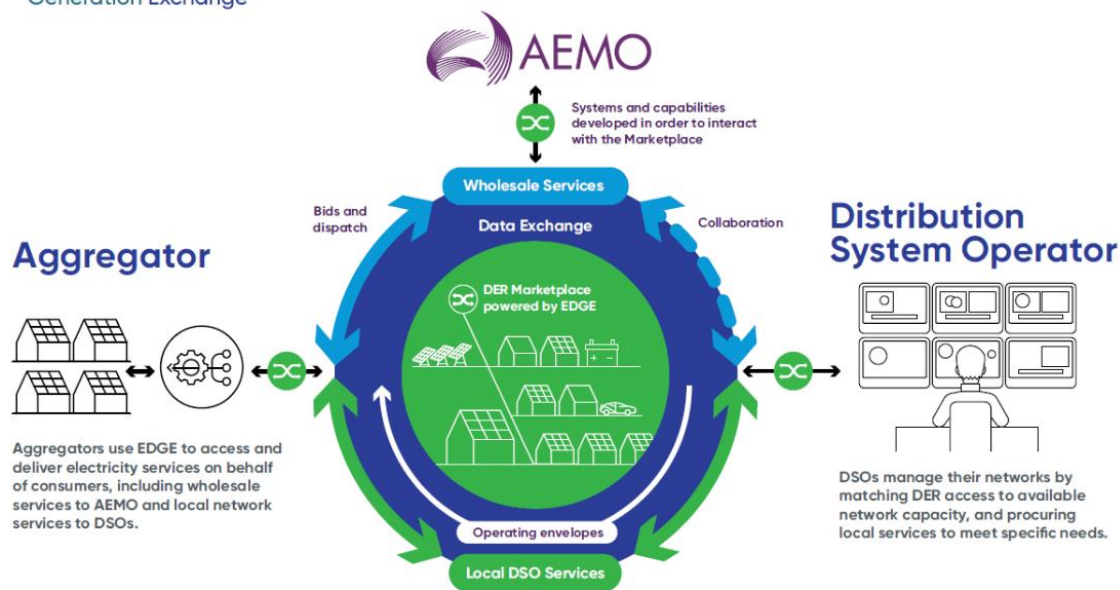 Generation Exchange
AEMO
Systems and capabilities
developed in order to interact
with the Marketplace
Wholesale Services
Bids and
dispatch
Data Exchange
Collaboration
Aggregator
Distribution
System Operator
DER Marketplace
powered by EDGE
Aggregators use EDGE to access and
deliver electricity services on behalf
of consumers, including wholesale
services to AEMO and local network
services to DSOs.
DSOs manage their networks by
matching DER access to available
network capacity, and procuring
local services to meet specific needs.
Operating envelopes
Local DSO Services